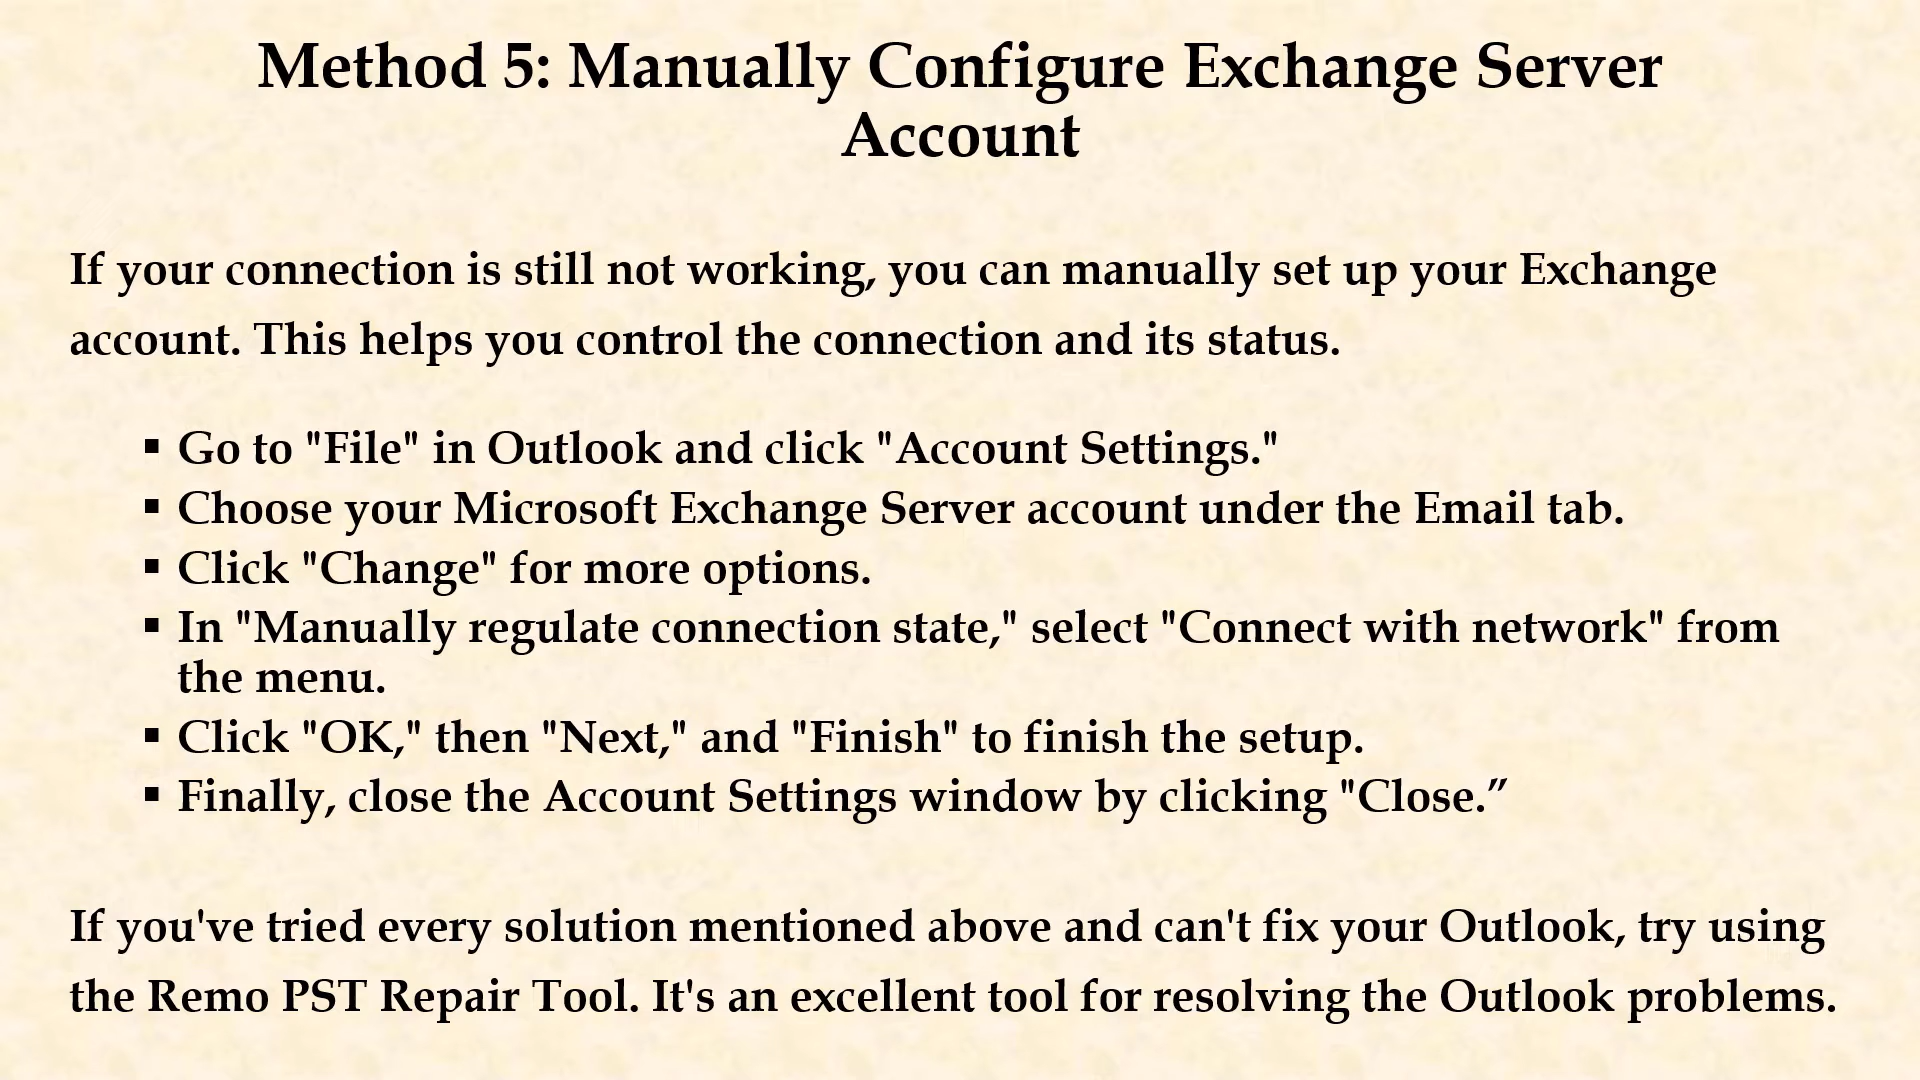 Method 5: Manually Configure Exchange Server
Account
If your connection is still not working, you can manually set up your Exchange
account. This helps you control the connection and its status.
▪ Go to "File" in Outlook and click "Account Settings."
▪ Choose your Microsoft Exchange Server account under the Email tab.
▪ Click "Change" for more options.
▪ In "Manually regulate connection state," select "Connect with network" from
the menu.
▪ Click "OK," then "Next," and "Finish" to finish the setup.
▪ Finally, close the Account Settings window by clicking "Close.”
If you've tried every solution mentioned above and can't fix your Outlook, try using
the Remo PST Repair Tool. It's an excellent tool for resolving the Outlook problems.